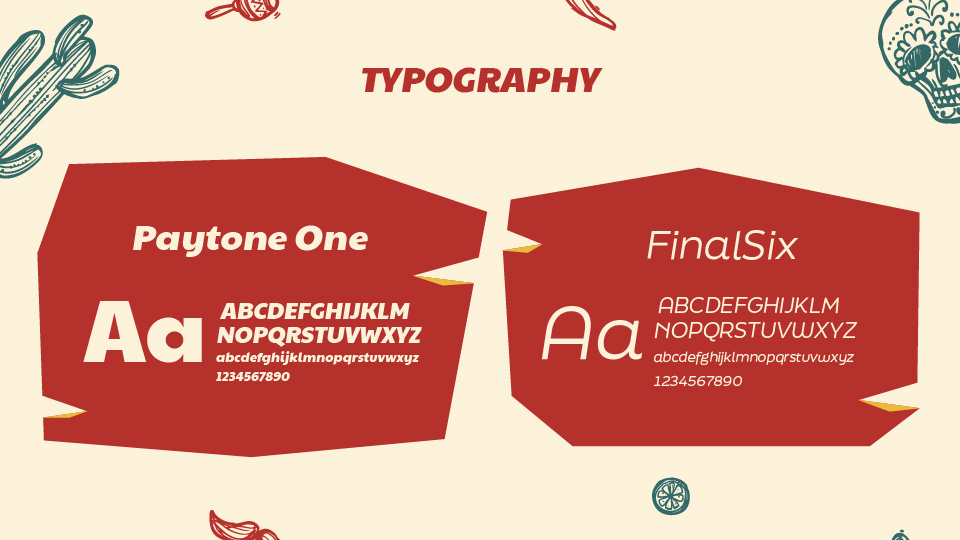 TYPOGRAPHY
Paytone One
Aa
ABCDEFGHIJKLM
NOPQRSTUVWXYZ
abcdefghijklmnopqrstuvwxyz
1234567890
FinalSix
Aa
ABCDEFGHIJKLM
NOPQRSTUVWXYZ
abcdefghijklmnopqrstuvwxyz
1234567890